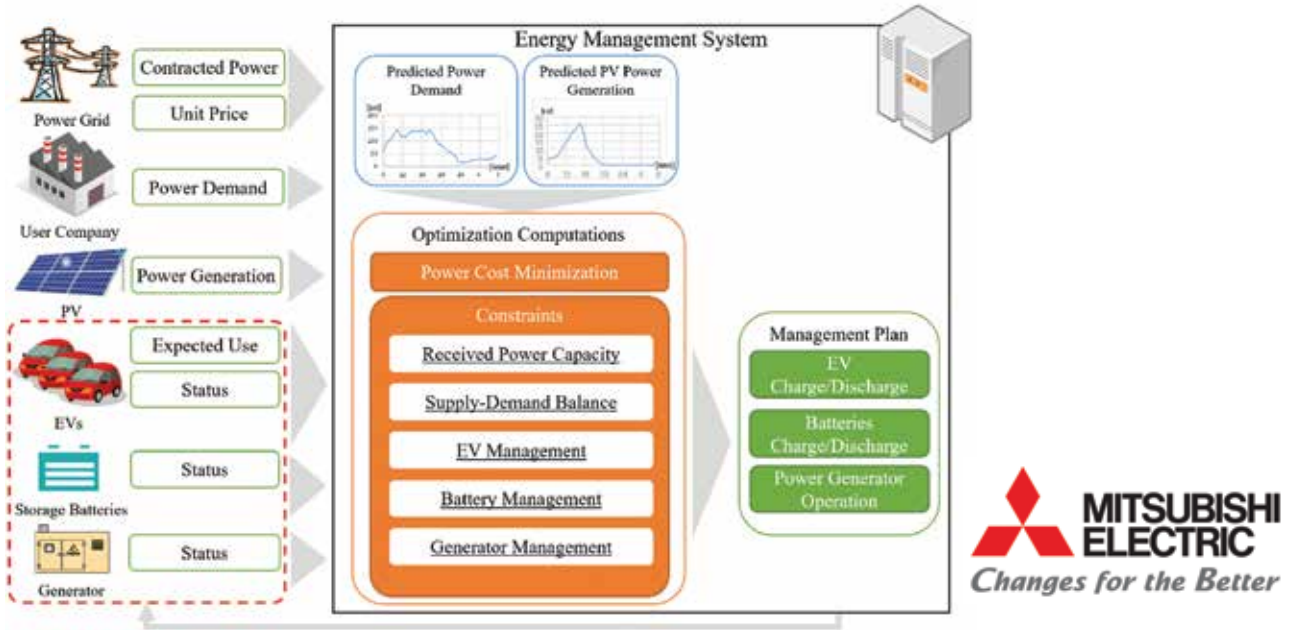 Energy Management System
Contracted Power
Unit Price
Power Grid
Power Demand
User Company
Power Generation
PV
Expected Use
Status
EVs
Status
Storage Batteries
Status
Generator
Predicted Power
Demand
Predicted PV Power
Generation
Optimization Computations
Power Cost Minimization
Constraints
Received Power Capacity
Supply-Demand Balance
EV Management
Battery Management
Generator Management
Management Plan
EV
Charge/Discharge
Batteries
Charge/Discharge
Power Generator
Operation
MITSUBISHI
ELECTRIC
Changes for the Better